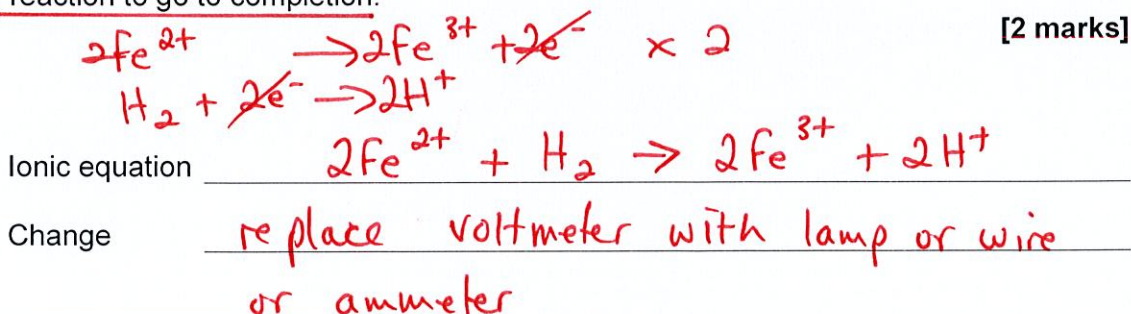 reaction to go to completion.
2Fe²⁺ → 2Fe³⁺ + 2e⁻ × 2 [2 marks]
H₂ + 2e⁻ → 2H⁺
Ionic equation 2Fe²⁺ + H₂ → 2Fe³⁺ + 2H⁺
Change replace voltmeter with lamp or wire
or ammeter